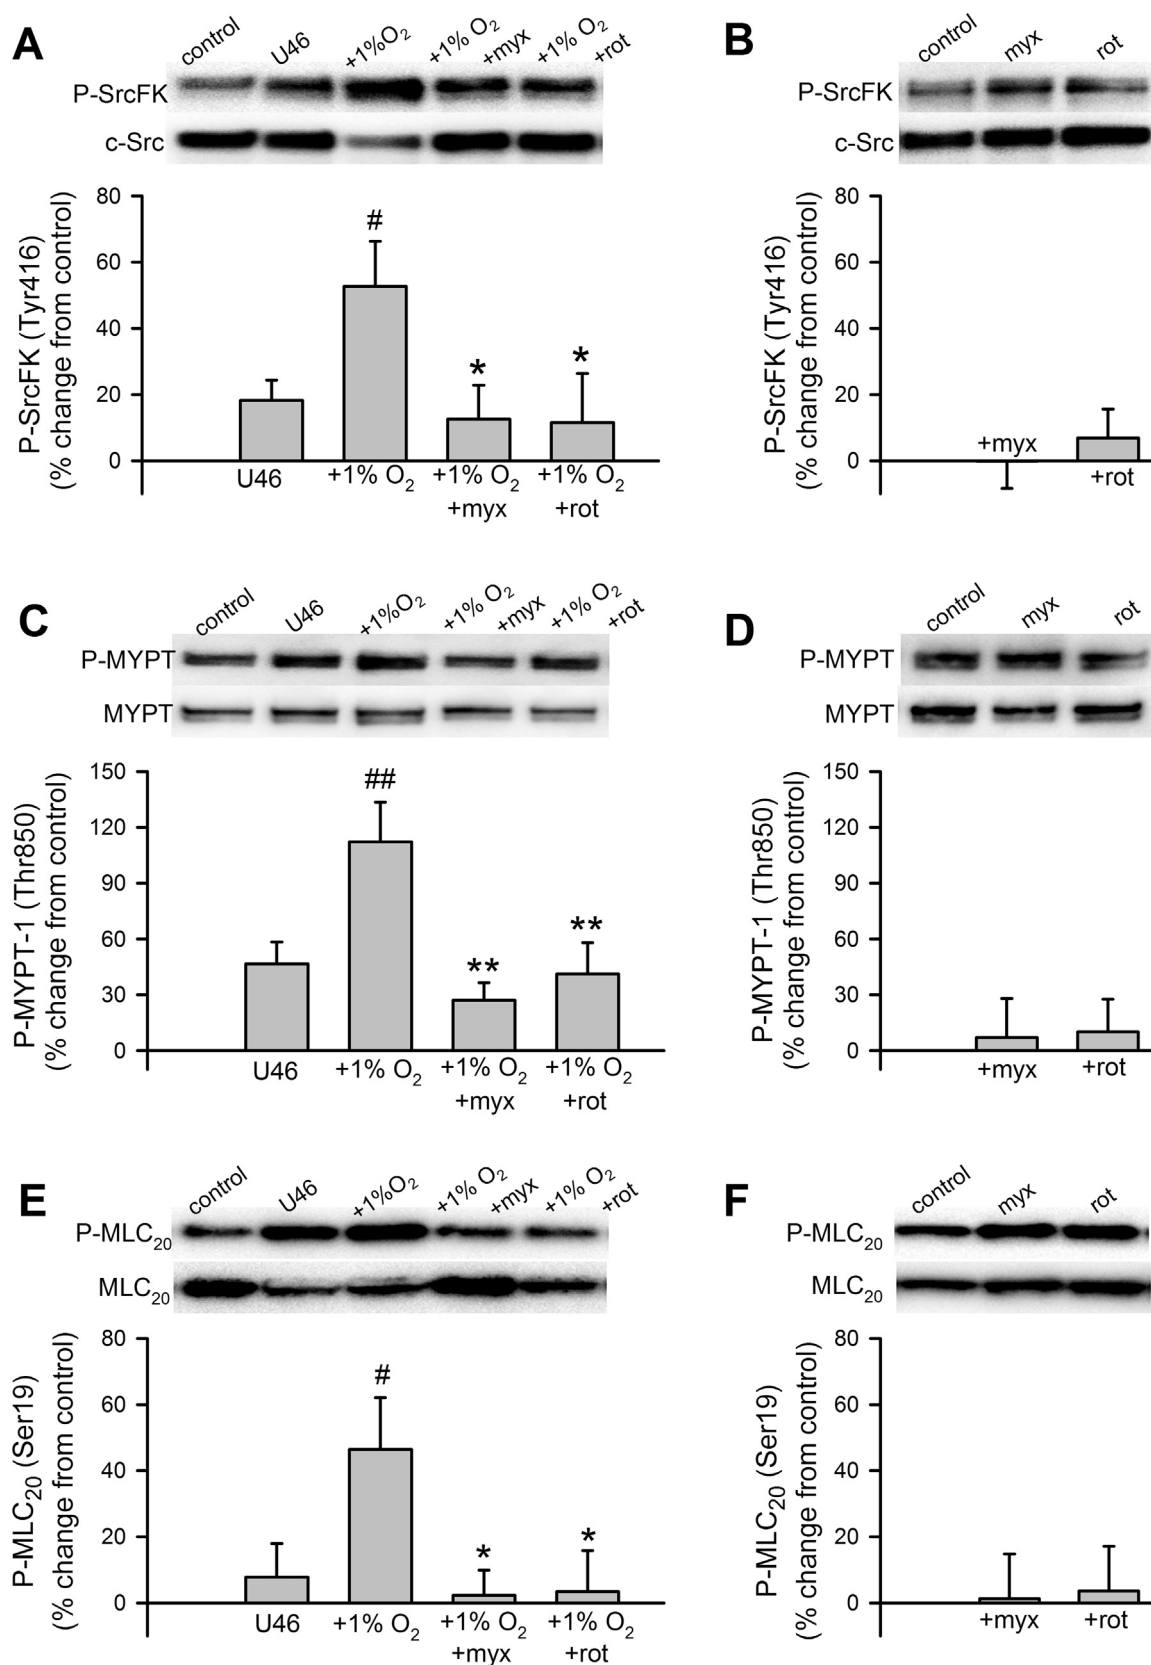 A
control U46 +1%O2 +1% O2 +1% O2
+myx +rot
P-SrcFK
c-Src
P-SrcFK (Tyr416)
(% change from control)
80
60
40
20
0
#
*
*
U46 +1% O2 +1% O2 +1% O2
+myx +rot
B
control myx rot
P-SrcFK
c-Src
P-SrcFK (Tyr416)
(% change from control)
80
60
40
20
0
+myx
+rot
C
control U46 +1%O2 +1% O2 +1% O2
+myx +rot
P-MYPT
MYPT
P-MYPT-1 (Thr850)
(% change from control)
150
120
90
60
30
0
##
**
**
U46 +1% O2 +1% O2 +1% O2
+myx +rot
D
control myx rot
P-MYPT
MYPT
P-MYPT-1 (Thr850)
(% change from control)
150
120
90
60
30
0
+myx +rot
E
control U46 +1%O2 +1% O2 +1% O2
+myx +rot
P-MLC20
MLC20
P-MLC20 (Ser19)
(% change from control)
80
60
40
20
0
#
*
*
U46 +1% O2 +1% O2 +1% O2
+myx +rot
F
control myx rot
P-MLC20
MLC20
P-MLC20 (Ser19)
(% change from control)
80
60
40
20
0
+myx +rot